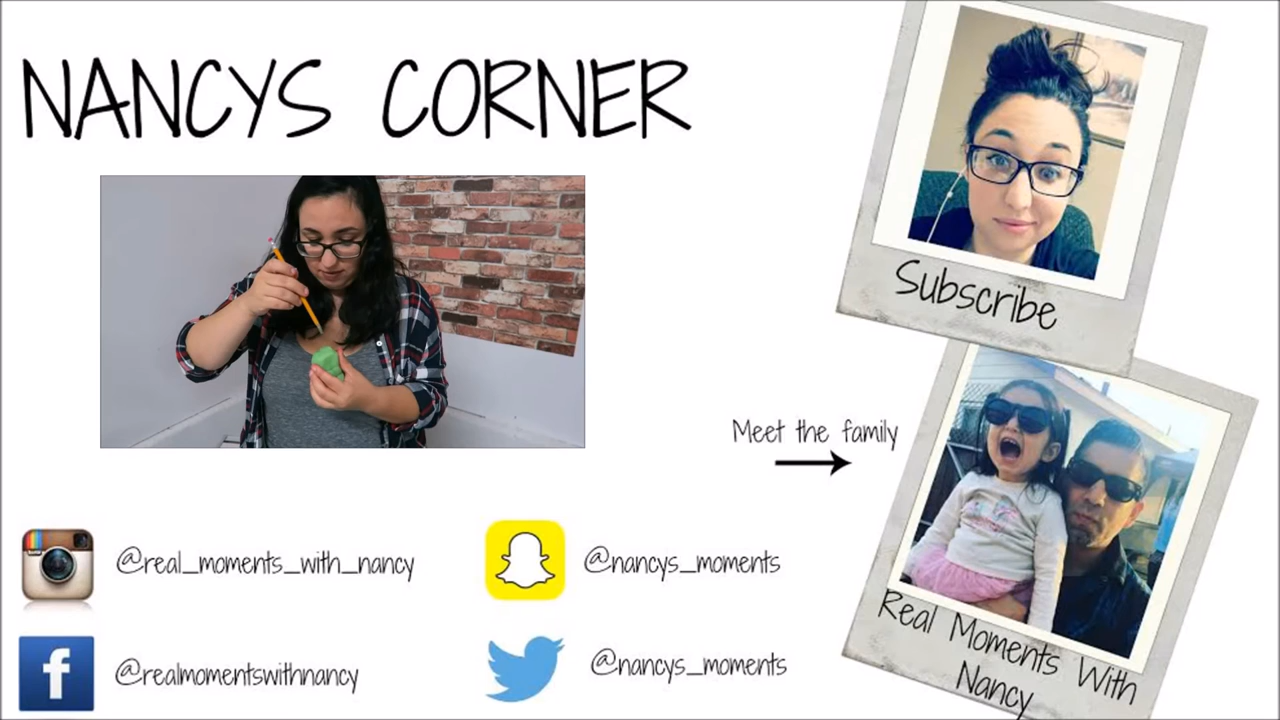 NANCYS CORNER
Subscribe
Meet the family
@real_moments_with_nancy
@nancys_moments
@realmomentswithnancy
@nancys_moments
Real Moments With
Nancy